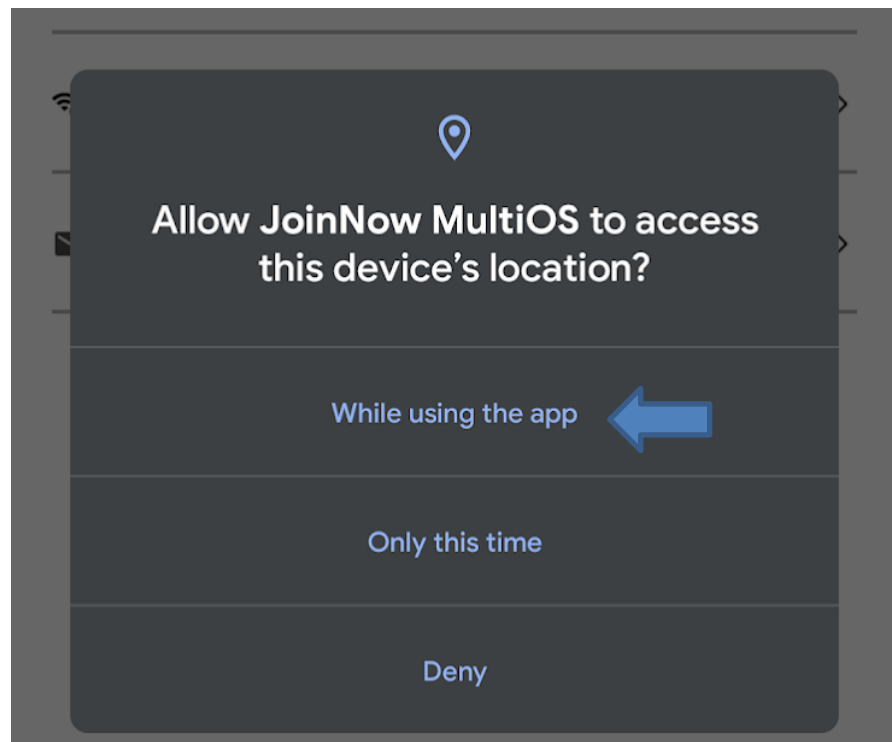 Allow JoinNow MultiOS to access
this device’s location?
While using the app
Only this time
Deny